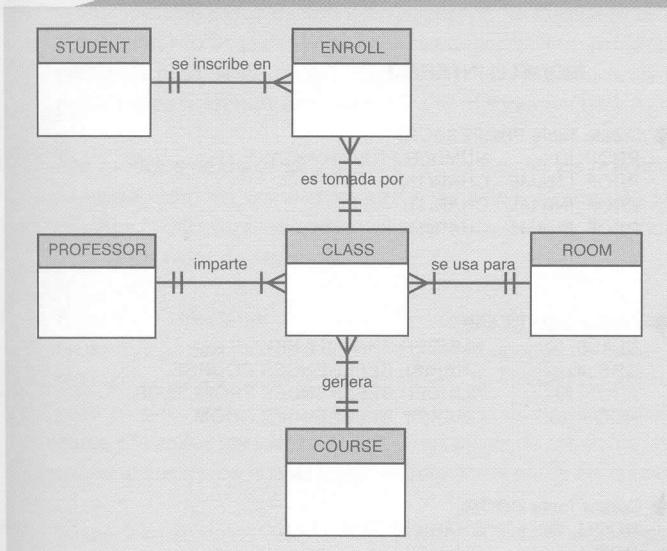 STUDENT
se inscribe en
ENROLL
es tomada por
PROFESSOR
imparte
CLASS
se usa para
ROOM
genera
COURSE